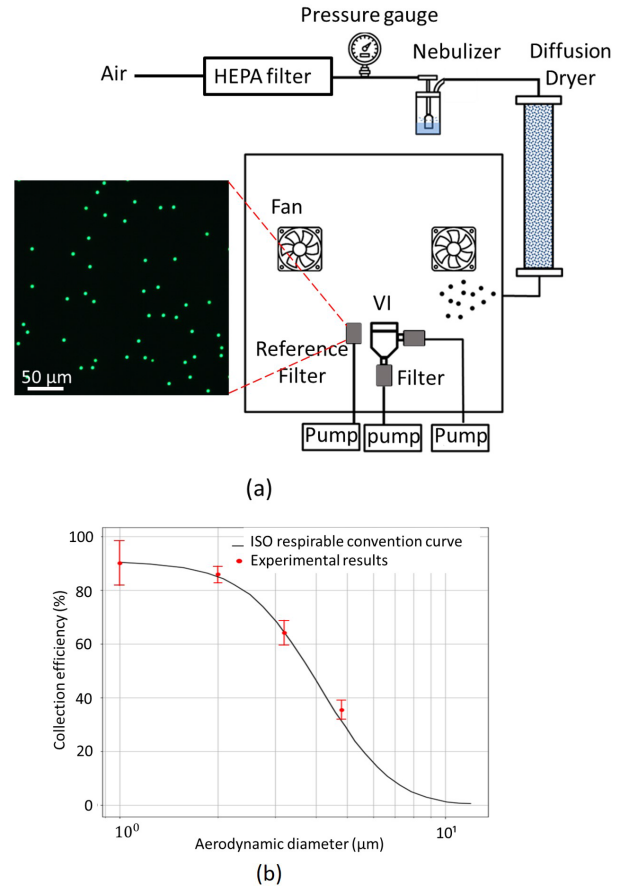 Pressure gauge
Nebulizer
Diffusion
Dryer
Air
HEPA filter
Fan
VI
Reference
Filter
Filter
50 μm
Pump
pump
Pump
(a)
100
80
60
40
20
0
ISO respirable convention curve
Experimental results
Collection efficiency (%)
10⁰
10¹
Aerodynamic diameter (μm)
(b)